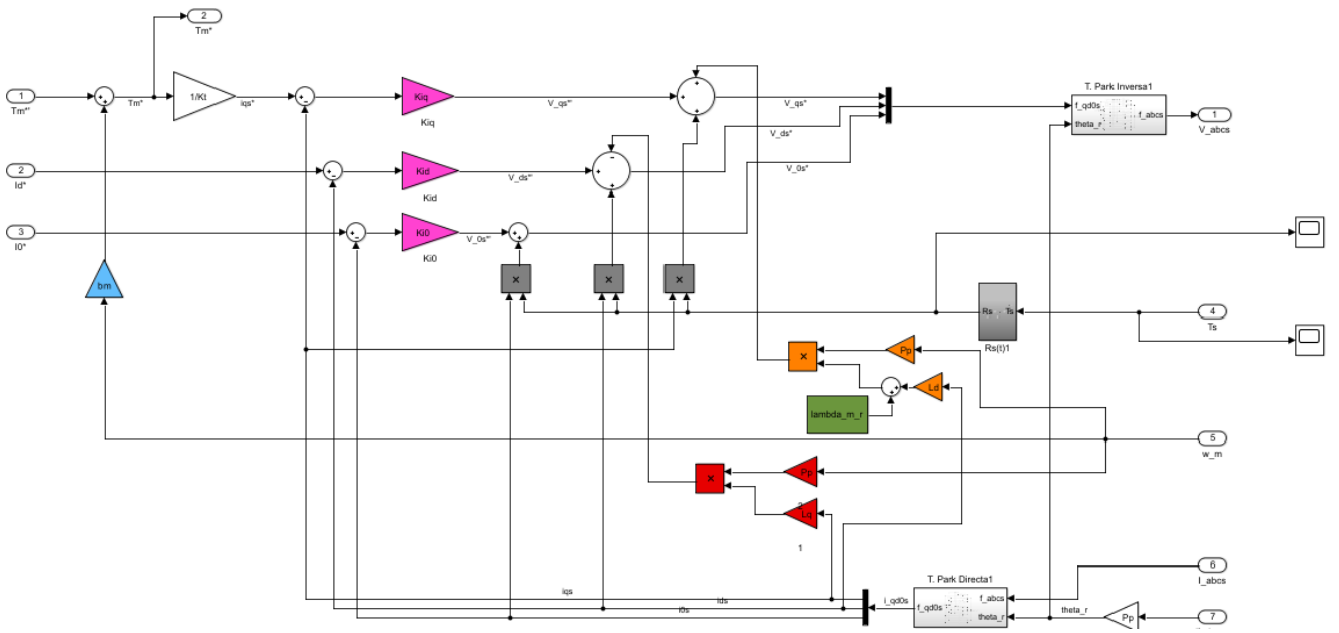 2
Tm*
1
Tm*'
Tm*
1/Kt
iqs*
Kiq
Kiq
V_qs*'
V_qs*
T. Park Inversa1
f_qd0s
theta_r
f_abcs
1
V_abcs
2
Id*
Kid
Kid
V_ds*'
V_ds*
V_0s*
3
I0*
Ki0
Ki0
V_0s*'
bm
×
×
×
Rs
Ts
Rs(t)1
4
Ts
×
Pp
Ld
lambda_m_r
5
w_m
×
Pp
2
Lq
1
T. Park Directa1
6
I_abcs
iqs
ids
i0s
i_qd0s
f_qd0s
f_abcs
theta_r
theta_r
Pp
7